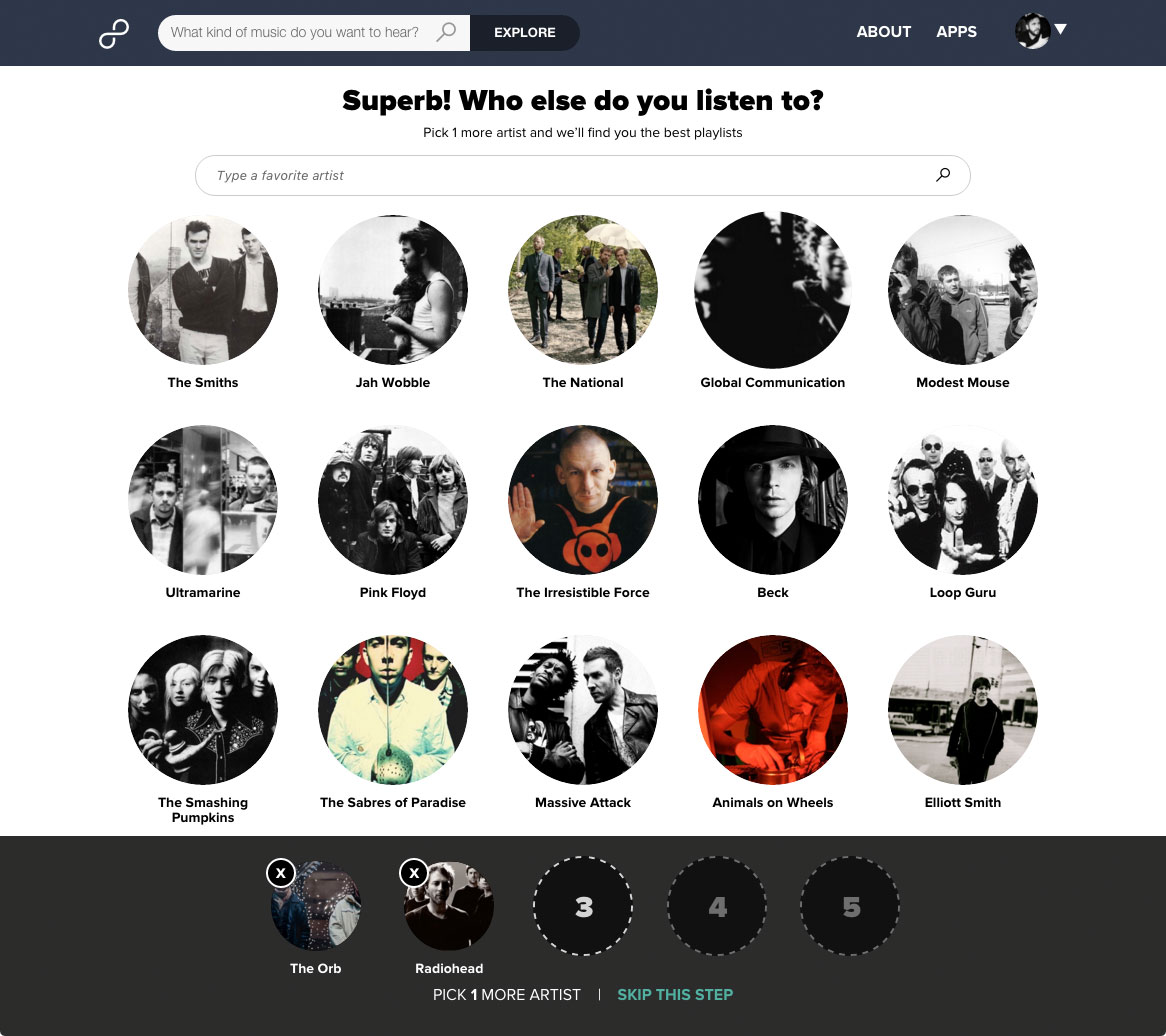 What kind of music do you want to hear?
EXPLORE
ABOUT
APPS
Superb! Who else do you listen to?
Pick 1 more artist and we'll find you the best playlists
Type a favorite artist
The Smiths
Jah Wobble
The National
Global Communication
Modest Mouse
Ultramarine
Pink Floyd
The Irresistible Force
Beck
Loop Guru
The Smashing
Pumpkins
The Sabres of Paradise
Massive Attack
Animals on Wheels
Elliott Smith
X
X
3
4
5
The Orb
Radiohead
PICK 1 MORE ARTIST | SKIP THIS STEP